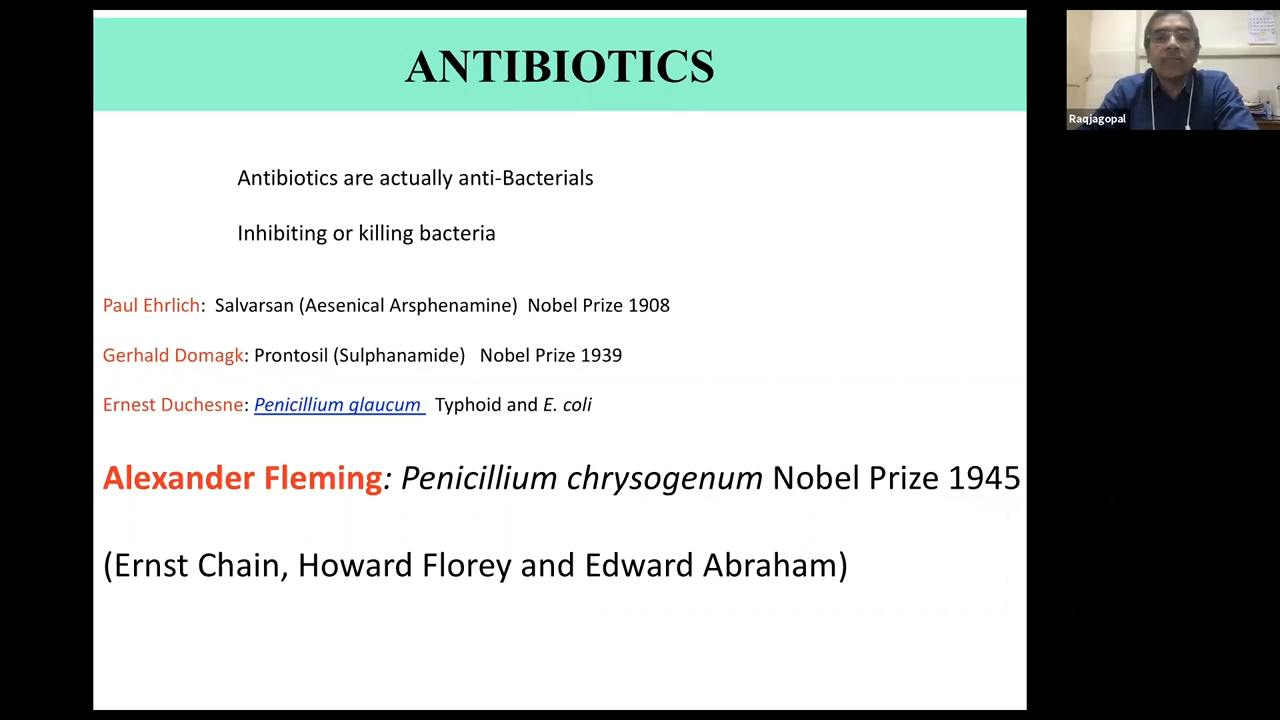 ANTIBIOTICS
Antibiotics are actually anti-Bacterials
Inhibiting or killing bacteria
Paul Ehrlich: Salvarsan (Aesenical Arsphenamine) Nobel Prize 1908
Gerhald Domagk: Prontosil (Sulphanamide) Nobel Prize 1939
Ernest Duchesne: Penicillium glaucum Typhoid and E. coli
Alexander Fleming: Penicillium chrysogenum Nobel Prize 1945
(Ernst Chain, Howard Florey and Edward Abraham)
Raqjagopal